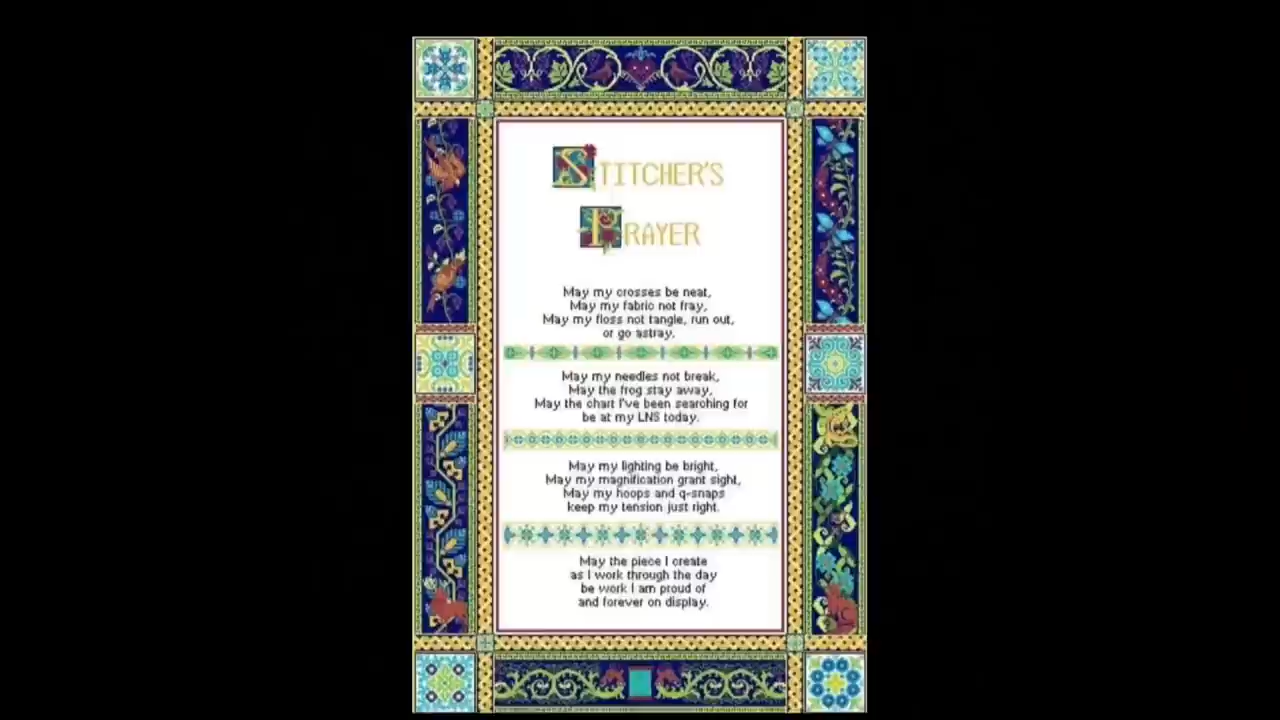 STITCHER'S
PRAYER
May my crosses be neat,
May my fabric not fray,
May my floss not tangle, run out,
or go astray.
May my needles not break,
May the frog stay away,
May the chart I've been searching for
be at my LNS today.
May my lighting be bright,
May my magnification grant sight,
May my hoops and q-snaps
keep my tension just right.
May the piece I create
as I work through the day
be work I am proud of
and forever on display.